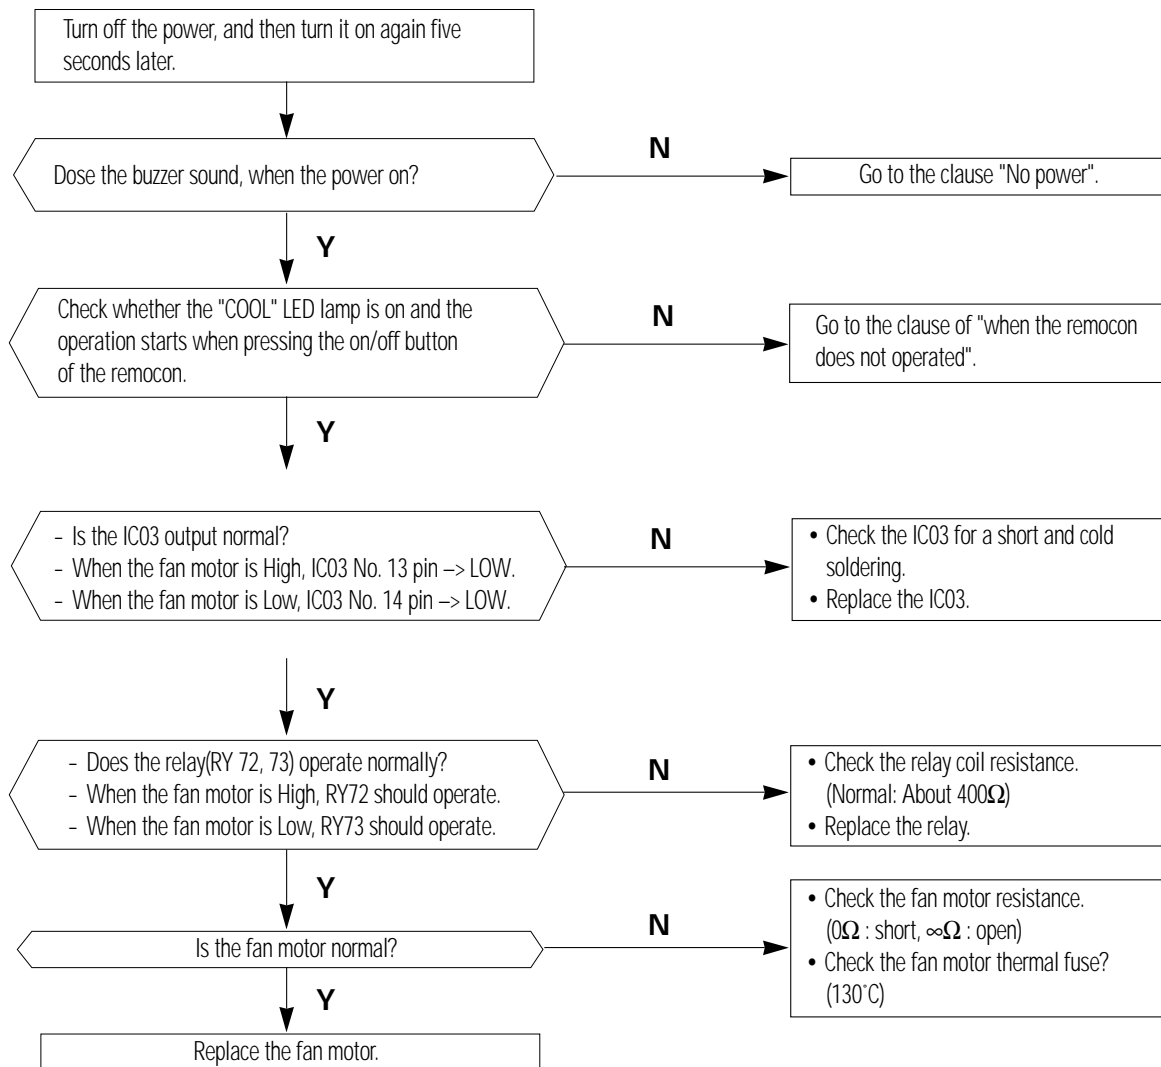 Turn off the power, and then turn it on again five
seconds later.
Dose the buzzer sound, when the power on?
N
Go to the clause "No power".
Y
Check whether the "COOL" LED lamp is on and the
operation starts when pressing the on/off button
of the remocon.
N
Go to the clause of "when the remocon
does not operated".
Y
- Is the IC03 output normal?
- When the fan motor is High, IC03 No. 13 pin –> LOW.
- When the fan motor is Low, IC03 No. 14 pin –> LOW.
N
• Check the IC03 for a short and cold
soldering.
• Replace the IC03.
Y
- Does the relay(RY 72, 73) operate normally?
- When the fan motor is High, RY72 should operate.
- When the fan motor is Low, RY73 should operate.
N
• Check the relay coil resistance.
(Normal: About 400Ω)
• Replace the relay.
Y
Is the fan motor normal?
N
• Check the fan motor resistance.
(0Ω : short, ∞Ω : open)
• Check the fan motor thermal fuse?
(130˚C)
Y
Replace the fan motor.